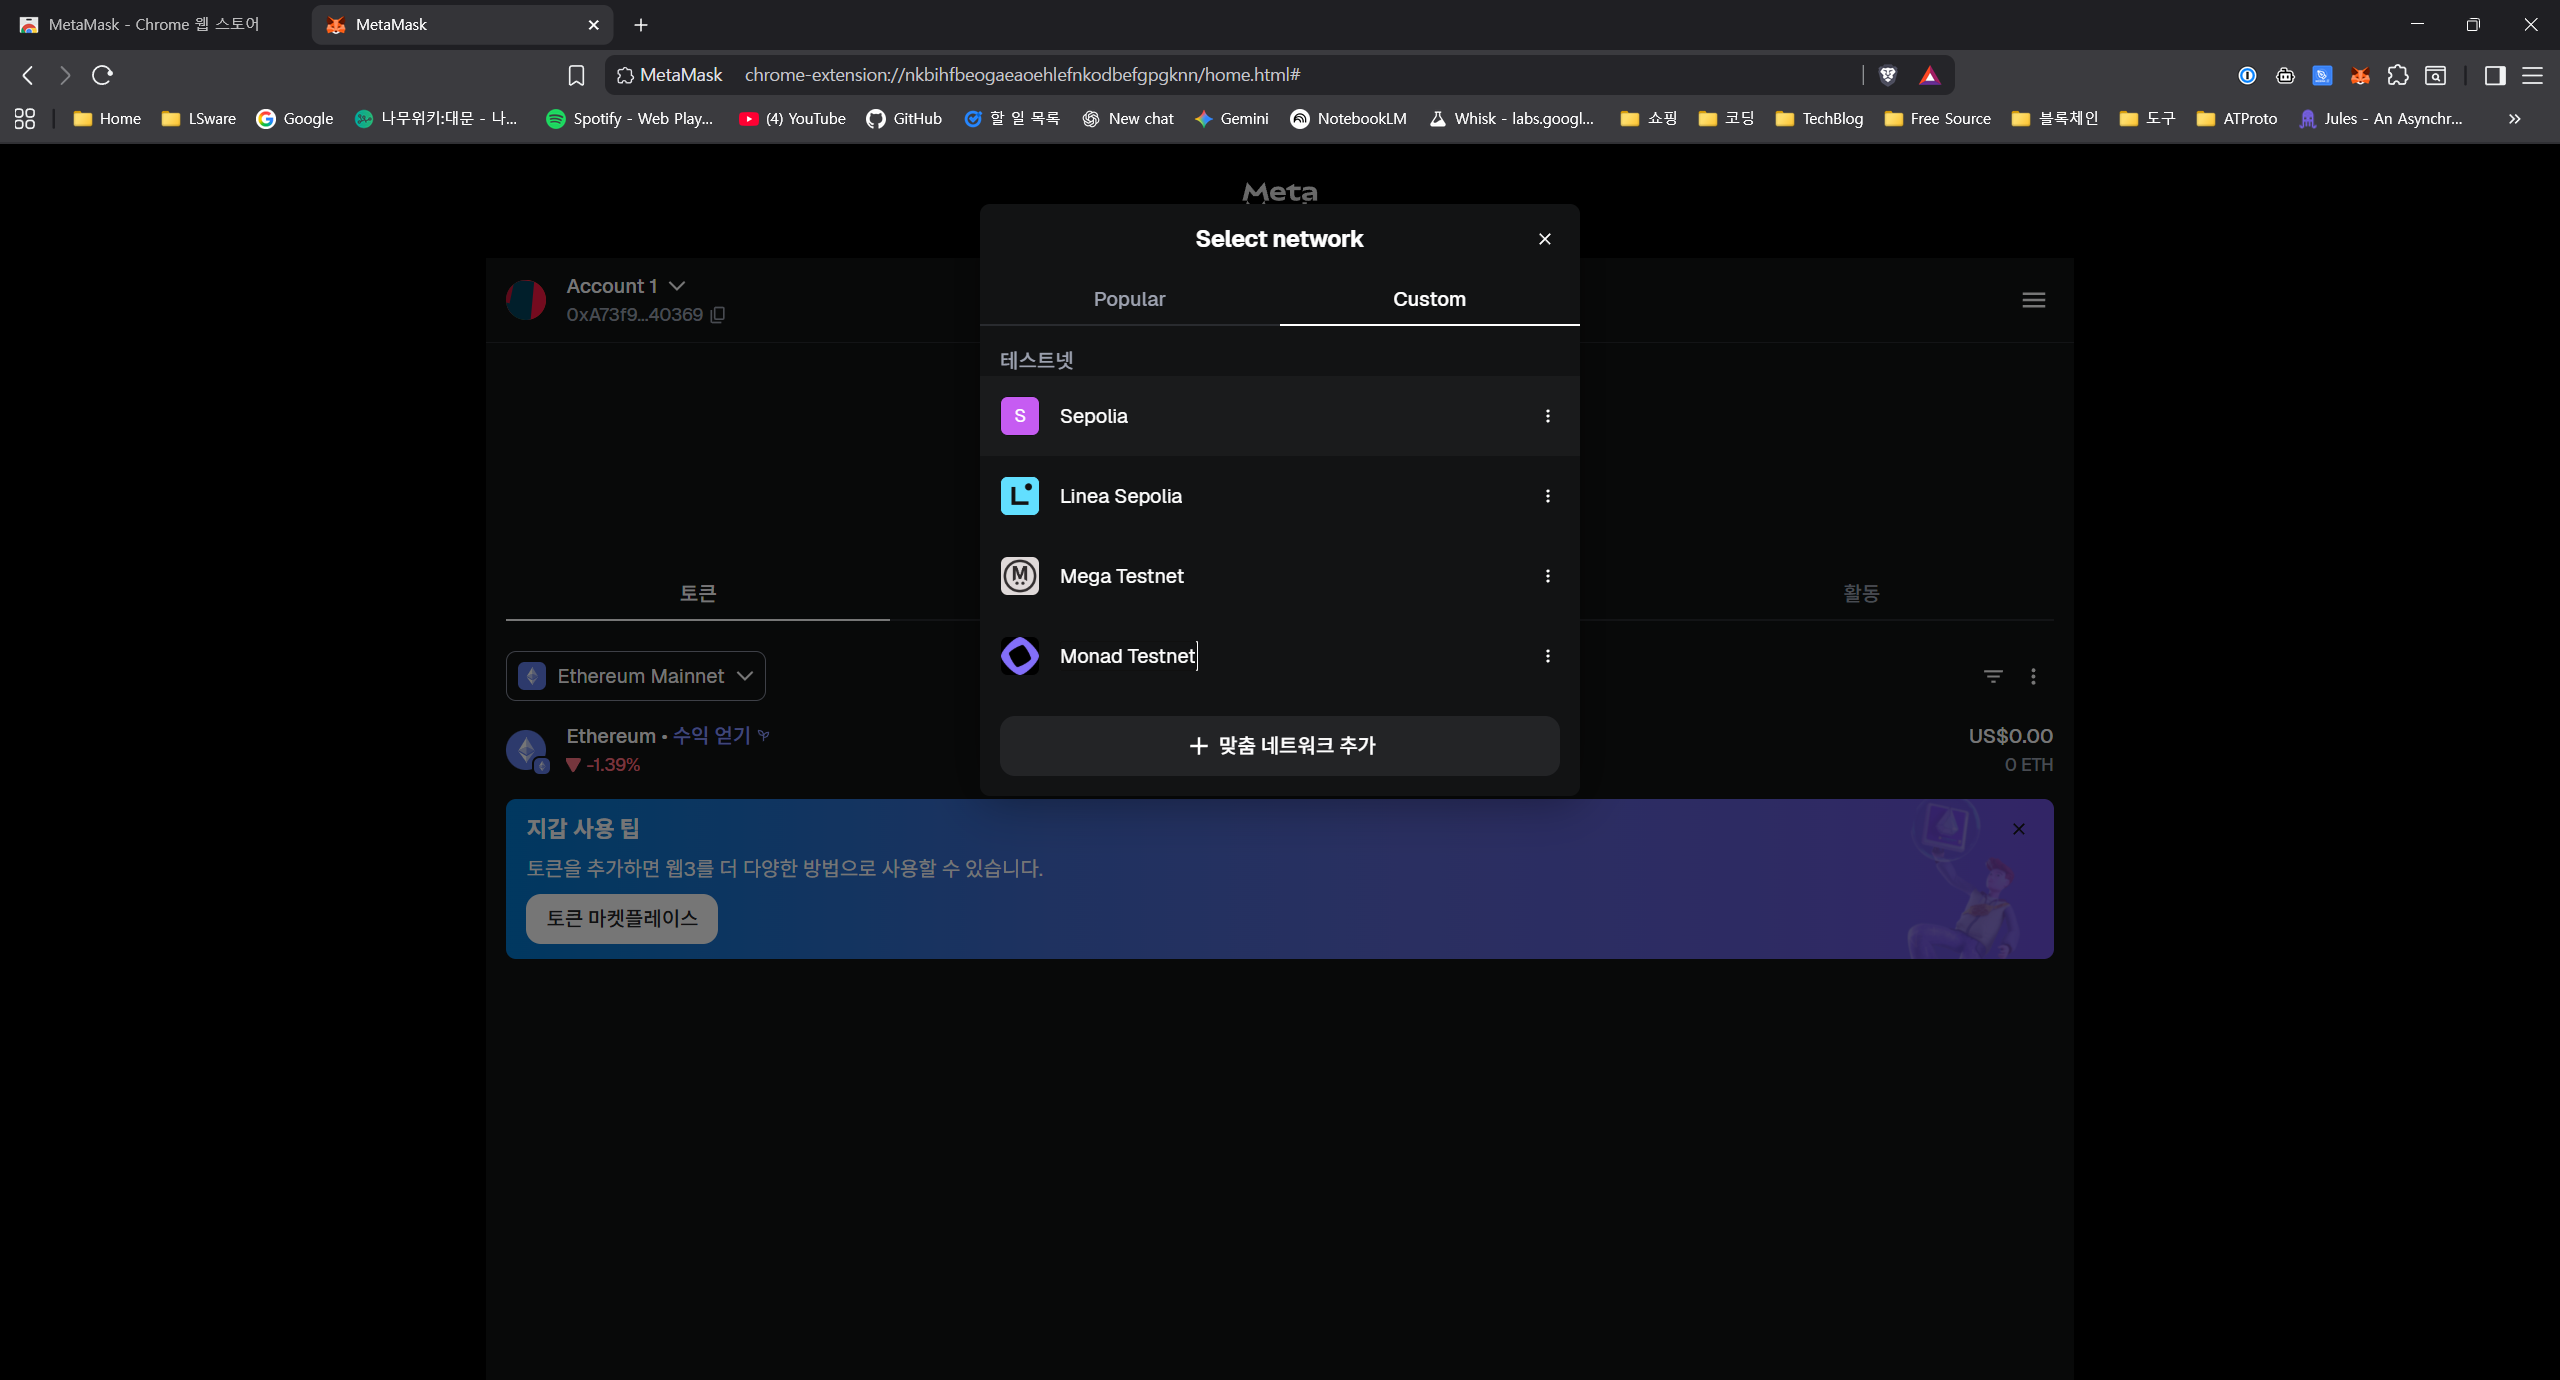 MetaMask - Chrome 웹 스토어
MetaMask
MetaMask chrome-extension://nkbihfbeogaeaoehlefnkodbefgpgknn/home.html#
Home LSware Google 나무위키:대문 - 나... Spotify - Web Play... (4) YouTube GitHub 할 일 목록 New chat Gemini NotebookLM Whisk - labs.googl... 쇼핑 코딩 TechBlog Free Source 블록체인 도구 ATProto Jules - An Asynchr...
Meta
Select network
Popular Custom
테스트넷
S Sepolia
Linea Sepolia
Mega Testnet
Monad Testnet
맞춤 네트워크 추가
Account 1
0xA73f9...40369
토큰
활동
Ethereum Mainnet
Ethereum • 수익 얻기
-1.39%
US$0.00
0 ETH
지갑 사용 팁
토큰을 추가하면 웹3를 더 다양한 방법으로 사용할 수 있습니다.
토큰 마켓플레이스